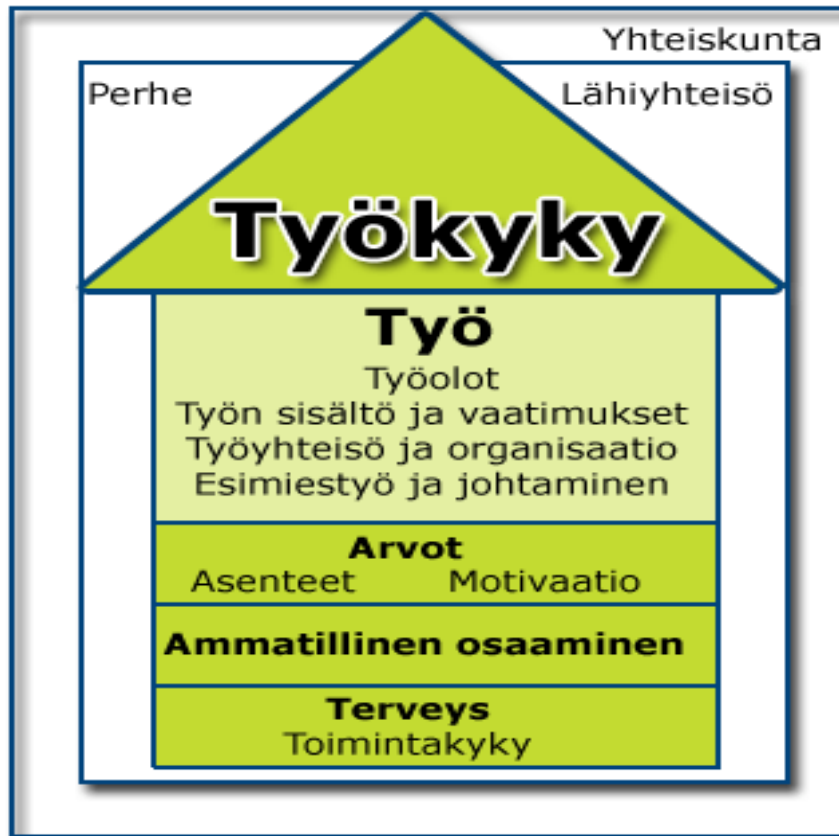 Yhteiskunta
Perhe
Lähiyhteisö
Työkyky
Työ
Työolot
Työn sisältö ja vaatimukset
Työyhteisö ja organisaatio
Esimiestyö ja johtaminen
Arvot
Asenteet Motivaatio
Ammatillinen osaaminen
Terveys
Toimintakyky